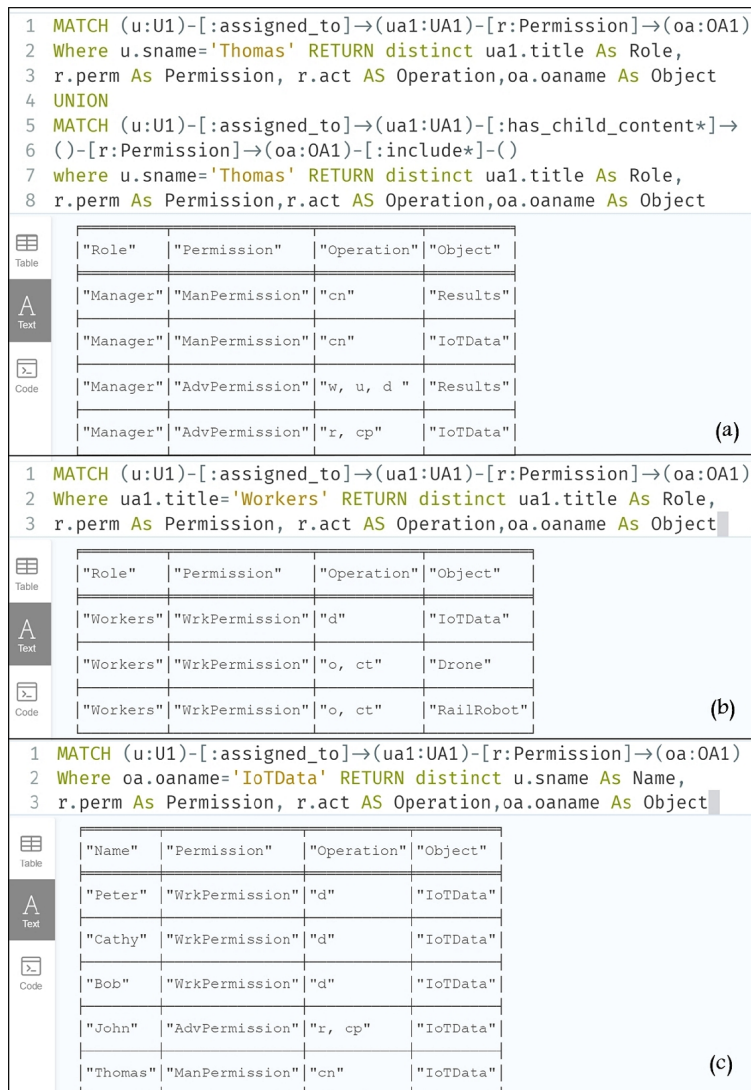 1 MATCH (u:U1)-[:assigned_to]→(ua1:UA1)-[r:Permission]→(oa:OA1)
2 Where u.sname='Thomas' RETURN distinct ua1.title As Role,
3 r.perm As Permission, r.act AS Operation,oa.oaname As Object
4 UNION
5 MATCH (u:U1)-[:assigned_to]→(ua1:UA1)-[:has_child_content*]→
6 ()-[r:Permission]→(oa:OA1)-[:include*]-()
7 where u.sname='Thomas' RETURN distinct ua1.title As Role,
8 r.perm As Permission,r.act AS Operation,oa.oaname As Object
Table
A
Text
Code
"Role" "Permission" "Operation" "Object"
"Manager" "ManPermission" "cn" "Results"
"Manager" "ManPermission" "cn" "IoTData"
"Manager" "AdvPermission" "w, u, d " "Results"
"Manager" "AdvPermission" "r, cp" "IoTData"
(a)
1 MATCH (u:U1)-[:assigned_to]→(ua1:UA1)-[r:Permission]→(oa:OA1)
2 Where ua1.title='Workers' RETURN distinct ua1.title As Role,
3 r.perm As Permission, r.act AS Operation,oa.oaname As Object
Table
A
Text
Code
"Role" "Permission" "Operation" "Object"
"Workers" "WrkPermission" "d" "IoTData"
"Workers" "WrkPermission" "o, ct" "Drone"
"Workers" "WrkPermission" "o, ct" "RailRobot"
(b)
1 MATCH (u:U1)-[:assigned_to]→(ua1:UA1)-[r:Permission]→(oa:OA1)
2 Where oa.oaname='IoTData' RETURN distinct u.sname As Name,
3 r.perm As Permission, r.act AS Operation,oa.oaname As Object
Table
A
Text
Code
"Name" "Permission" "Operation" "Object"
"Peter" "WrkPermission" "d" "IoTData"
"Cathy" "WrkPermission" "d" "IoTData"
"Bob" "WrkPermission" "d" "IoTData"
"John" "AdvPermission" "r, cp" "IoTData"
"Thomas" "ManPermission" "cn" "IoTData"
(c)